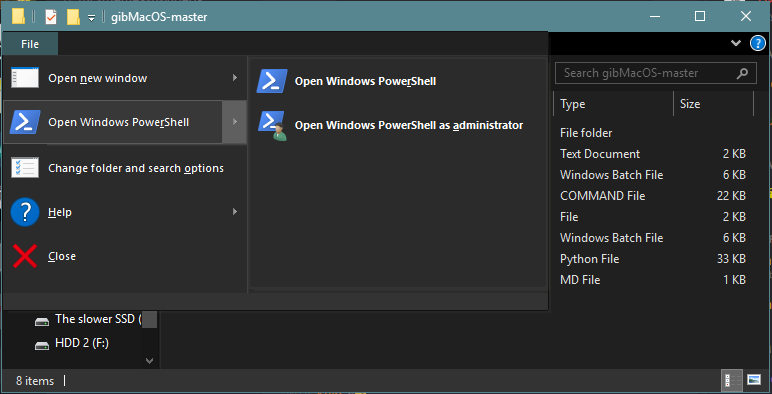 gibMacOS-master
File
Open new window
Open Windows PowerShell
Change folder and search options
Help
Close
Open Windows PowerShell
Open Windows PowerShell as administrator
Search gibMacOS-master
Type Size
File folder
Text Document 2 KB
Windows Batch File 6 KB
COMMAND File 22 KB
File 2 KB
Windows Batch File 6 KB
Python File 33 KB
MD File 1 KB
The slower SSD (
HDD 2 (F:)
8 items